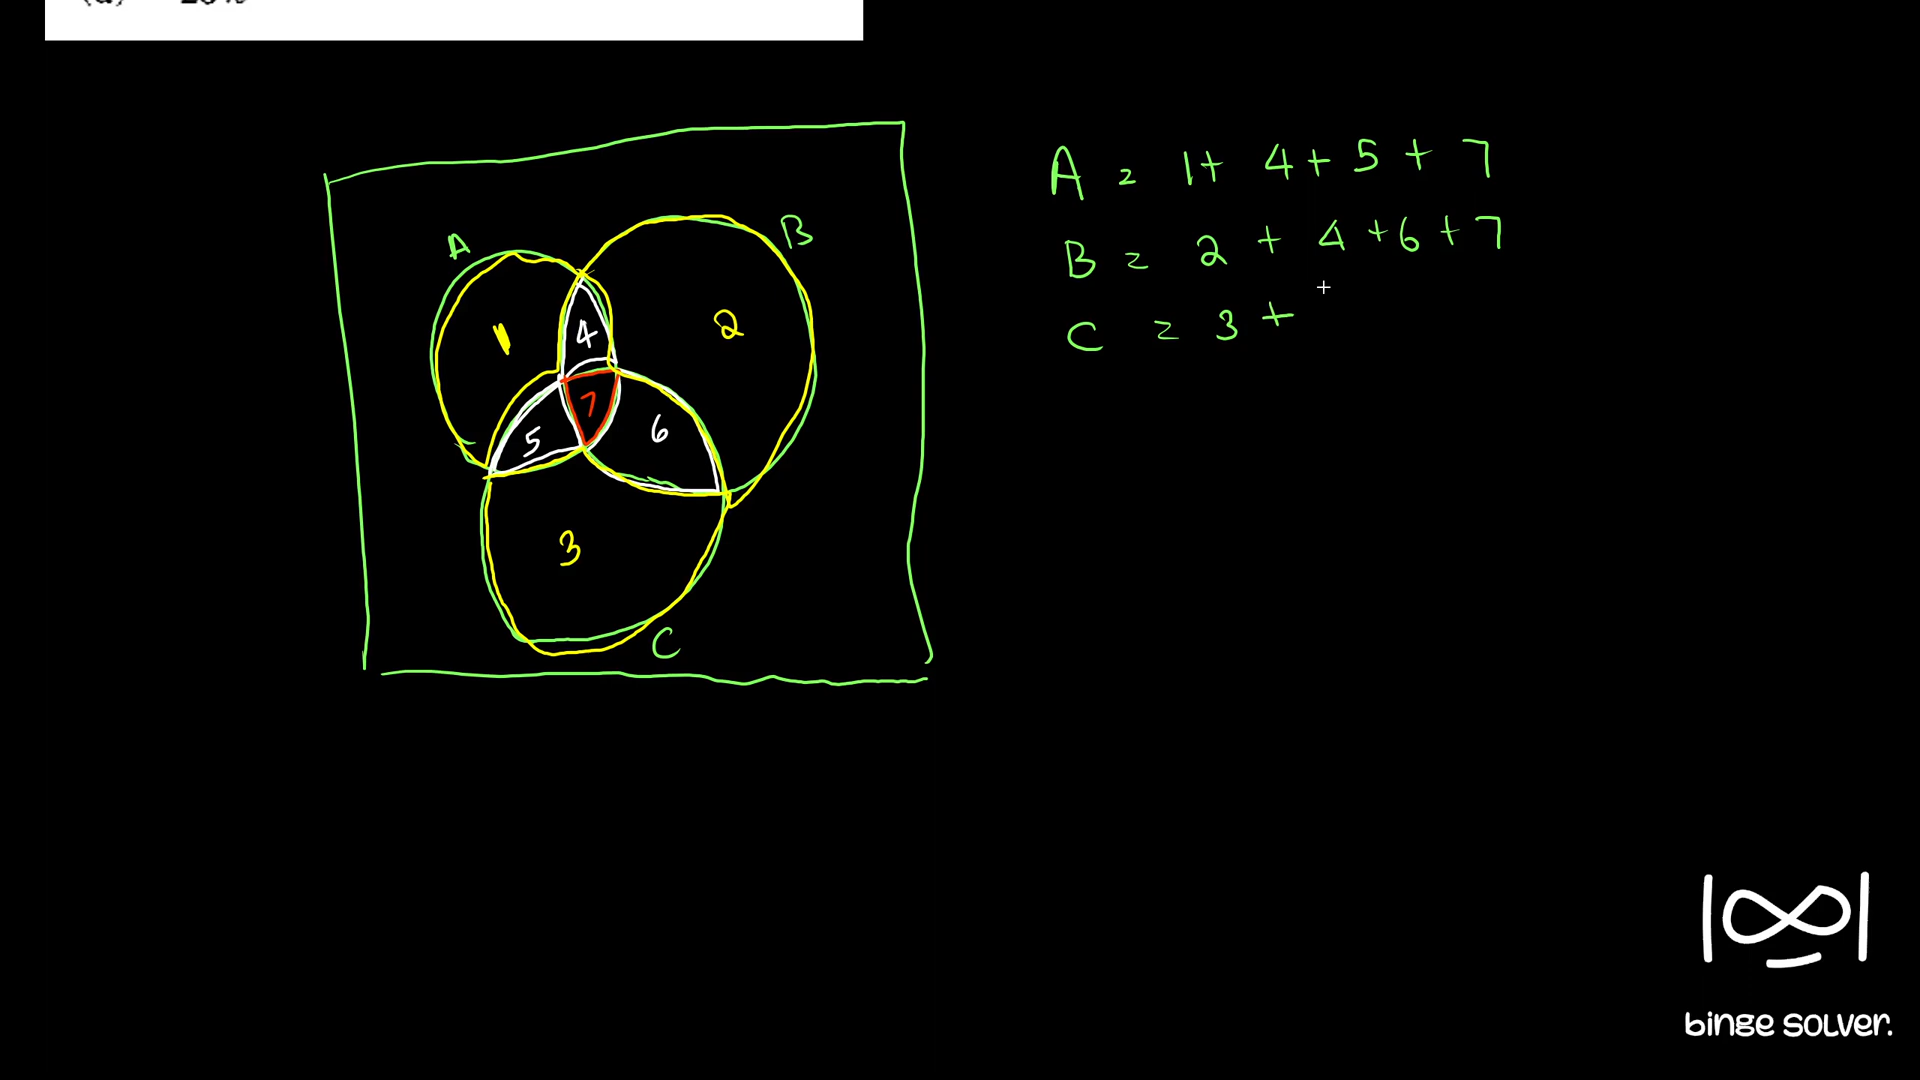 A = 1 + 4 + 5 + 7
B = 2 + 4 + 6 + 7
C = 3 +
A
B
1
4
2
7
5
6
3
C
binge solver.